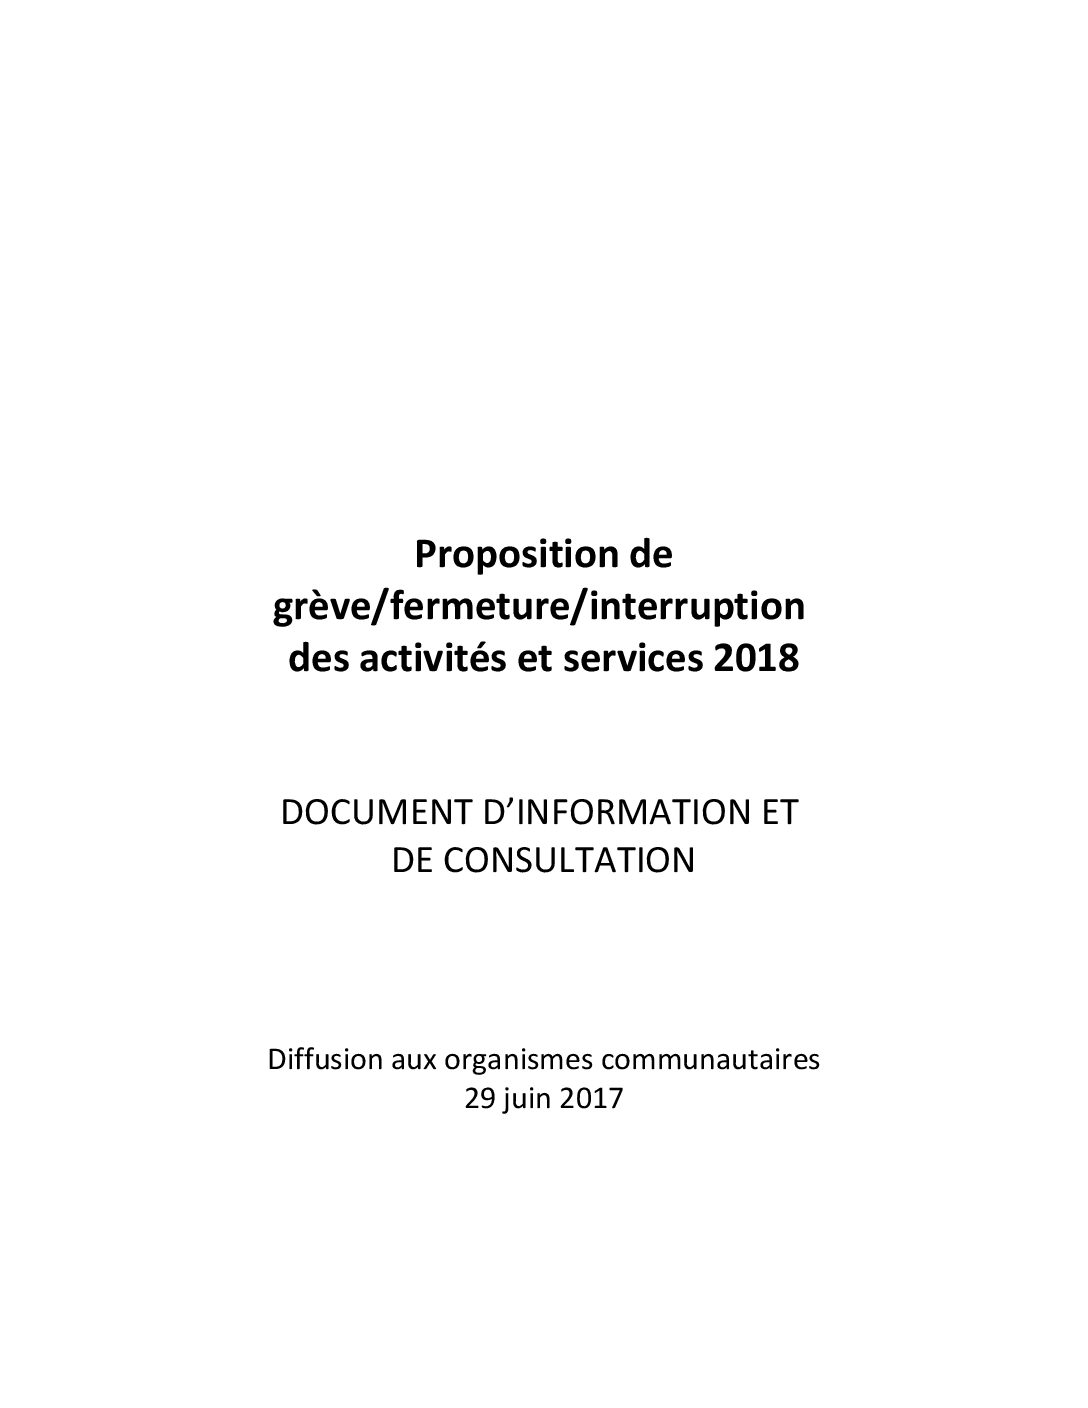 Proposition de
grève/fermeture/interruption
des activités et services 2018
DOCUMENT D’INFORMATION ET
DE CONSULTATION
Diffusion aux organismes communautaires
29 juin 2017